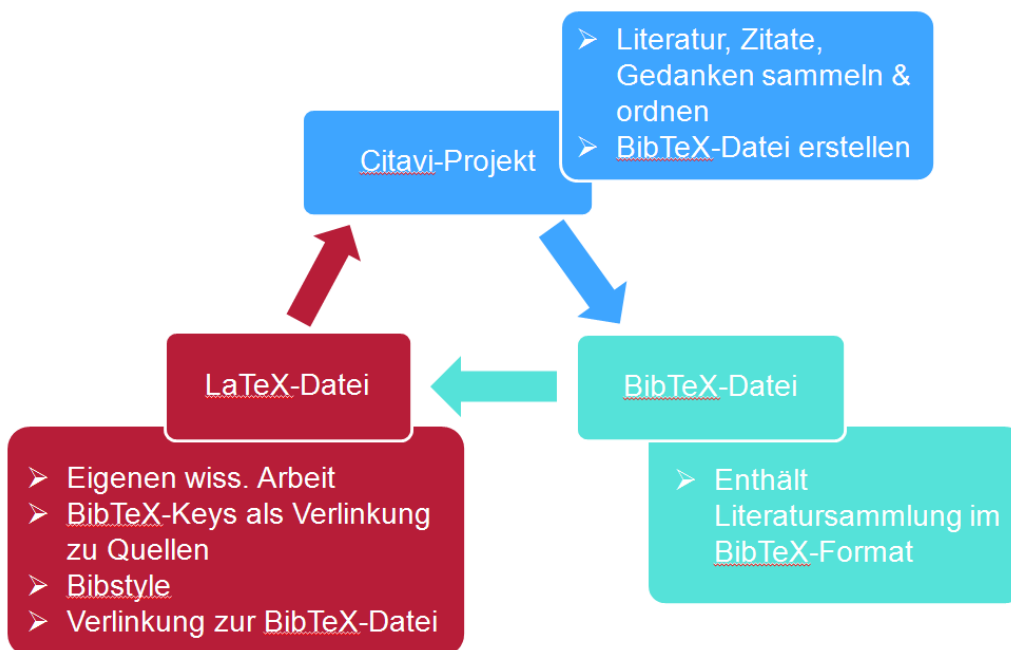 ➢ Literatur, Zitate,
Gedanken sammeln &
ordnen
➢ BibTeX-Datei erstellen
Citavi-Projekt
LaTeX-Datei
BibTeX-Datei
➢ Eigenen wiss. Arbeit
➢ BibTeX-Keys als Verlinkung
zu Quellen
➢ Bibstyle
➢ Verlinkung zur BibTeX-Datei
➢ Enthält
Literatursammlung im
BibTeX-Format